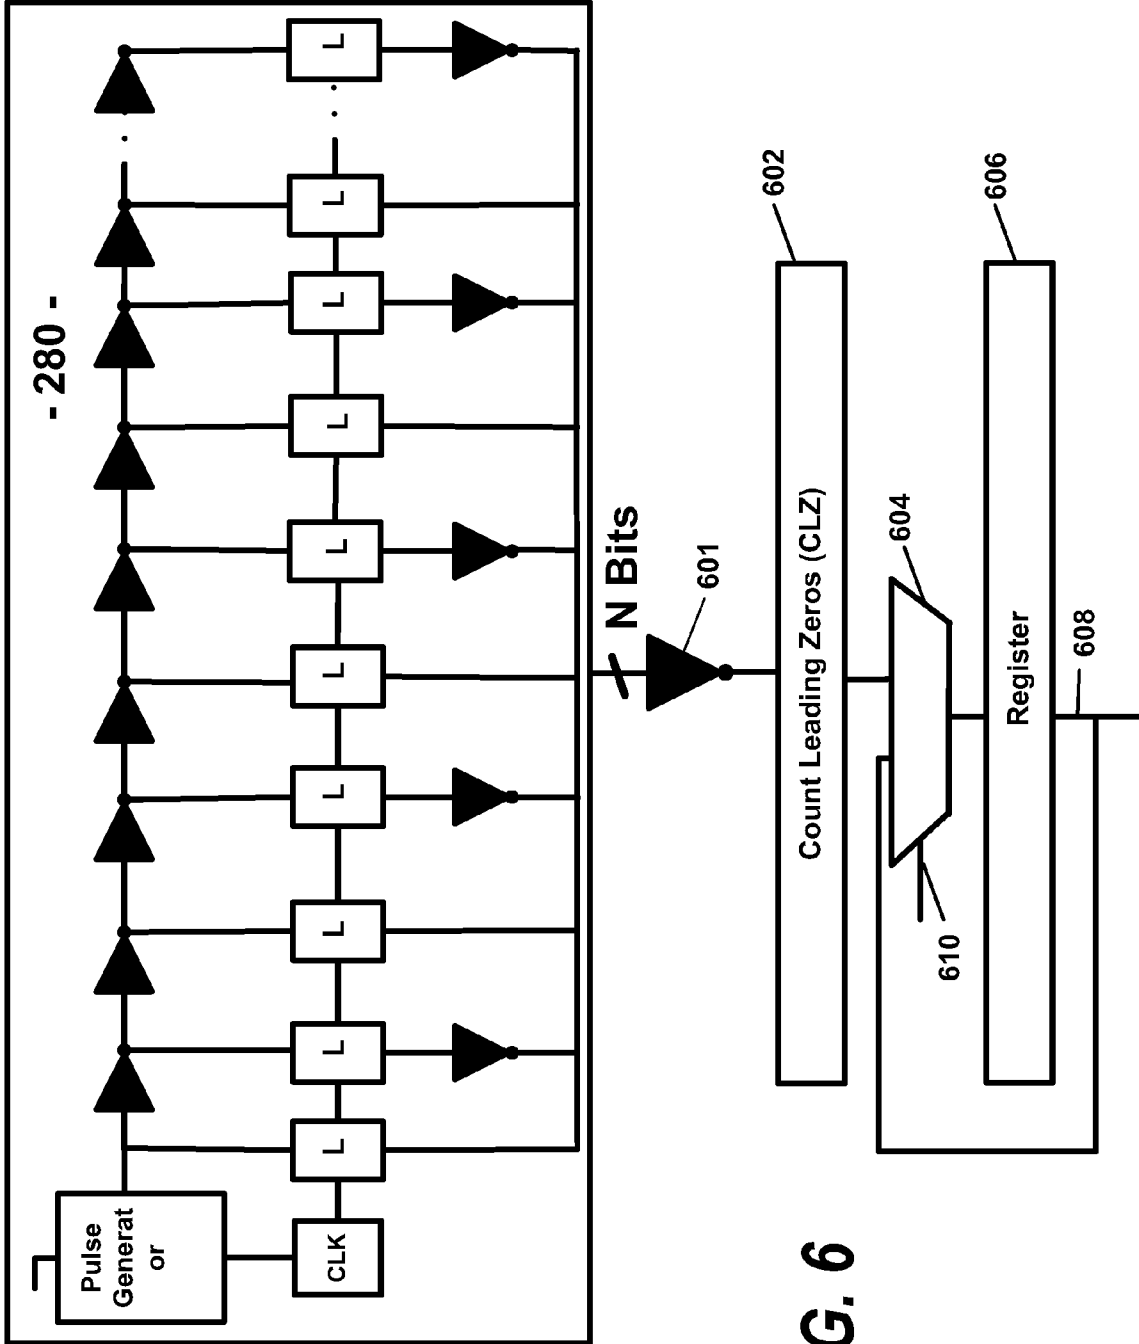 - 280 -
Pulse
Generat
or
CLK
L
L
L
L
L
L
L
L
L
L
N Bits
601
Count Leading Zeros (CLZ)
602
604
610
Register
606
608
G. 6